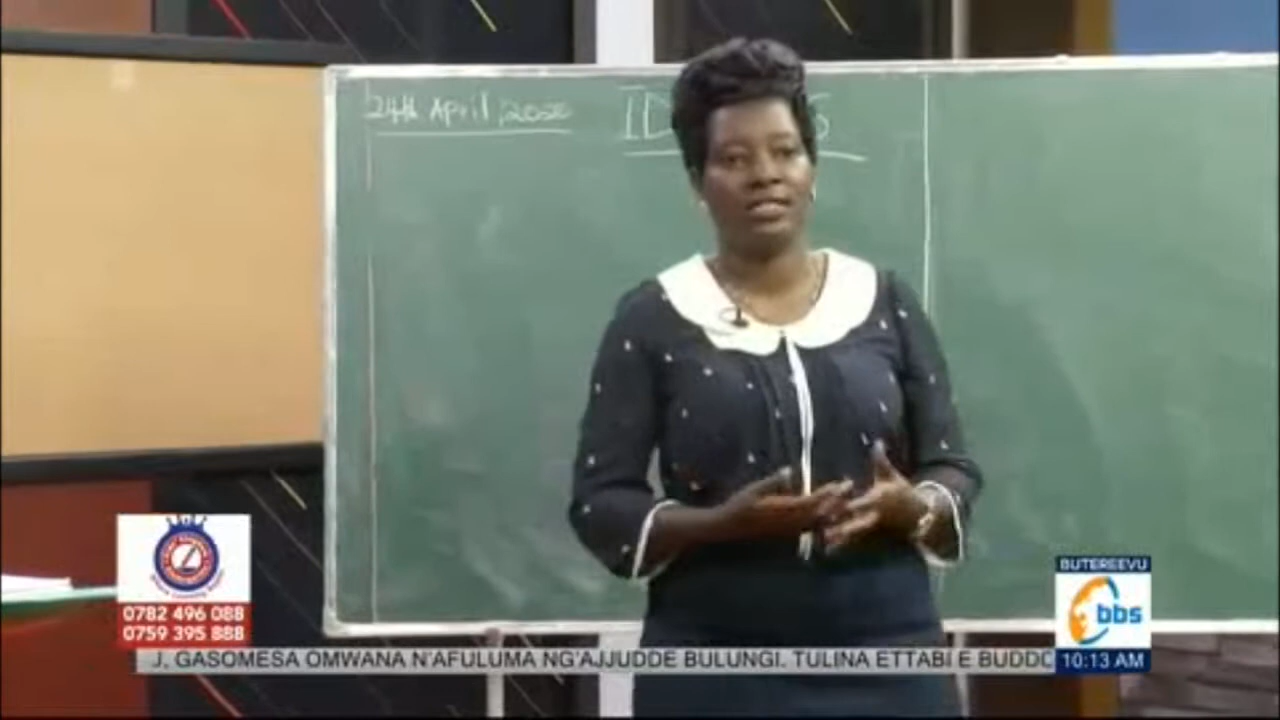 24th April, 2020
BUTEREEVU
bbs
10:13 AM
0782 496 088
0759 395 888
J, GASOMESA OMWANA N'AFULUMA NG'AJJUDDE BULUNGI. TULINA ETTABI E BUDDO